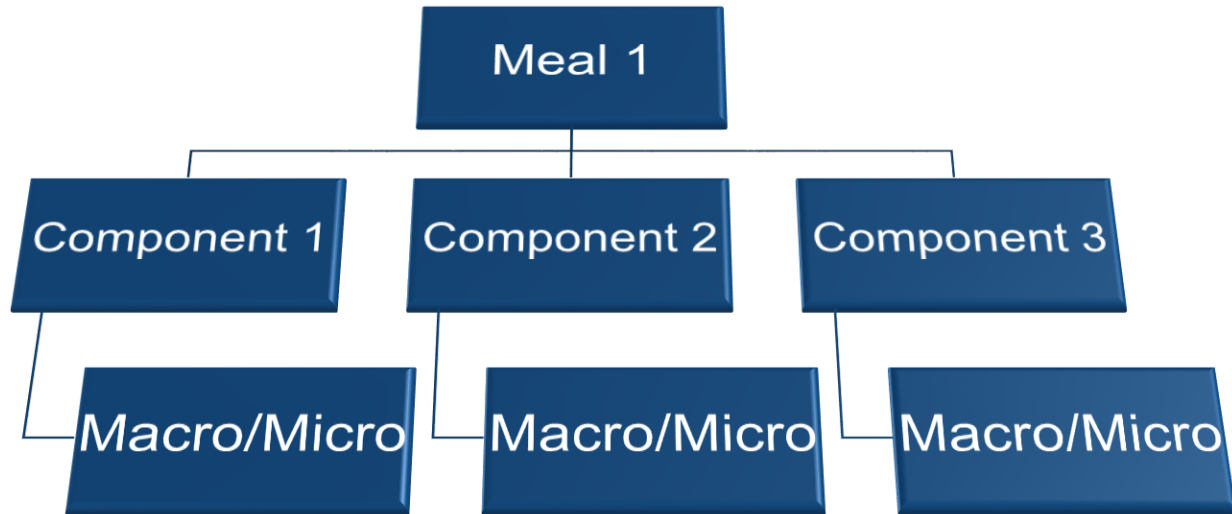 Meal 1
Component 1
Component 2
Component 3
Macro/Micro
Macro/Micro
Macro/Micro